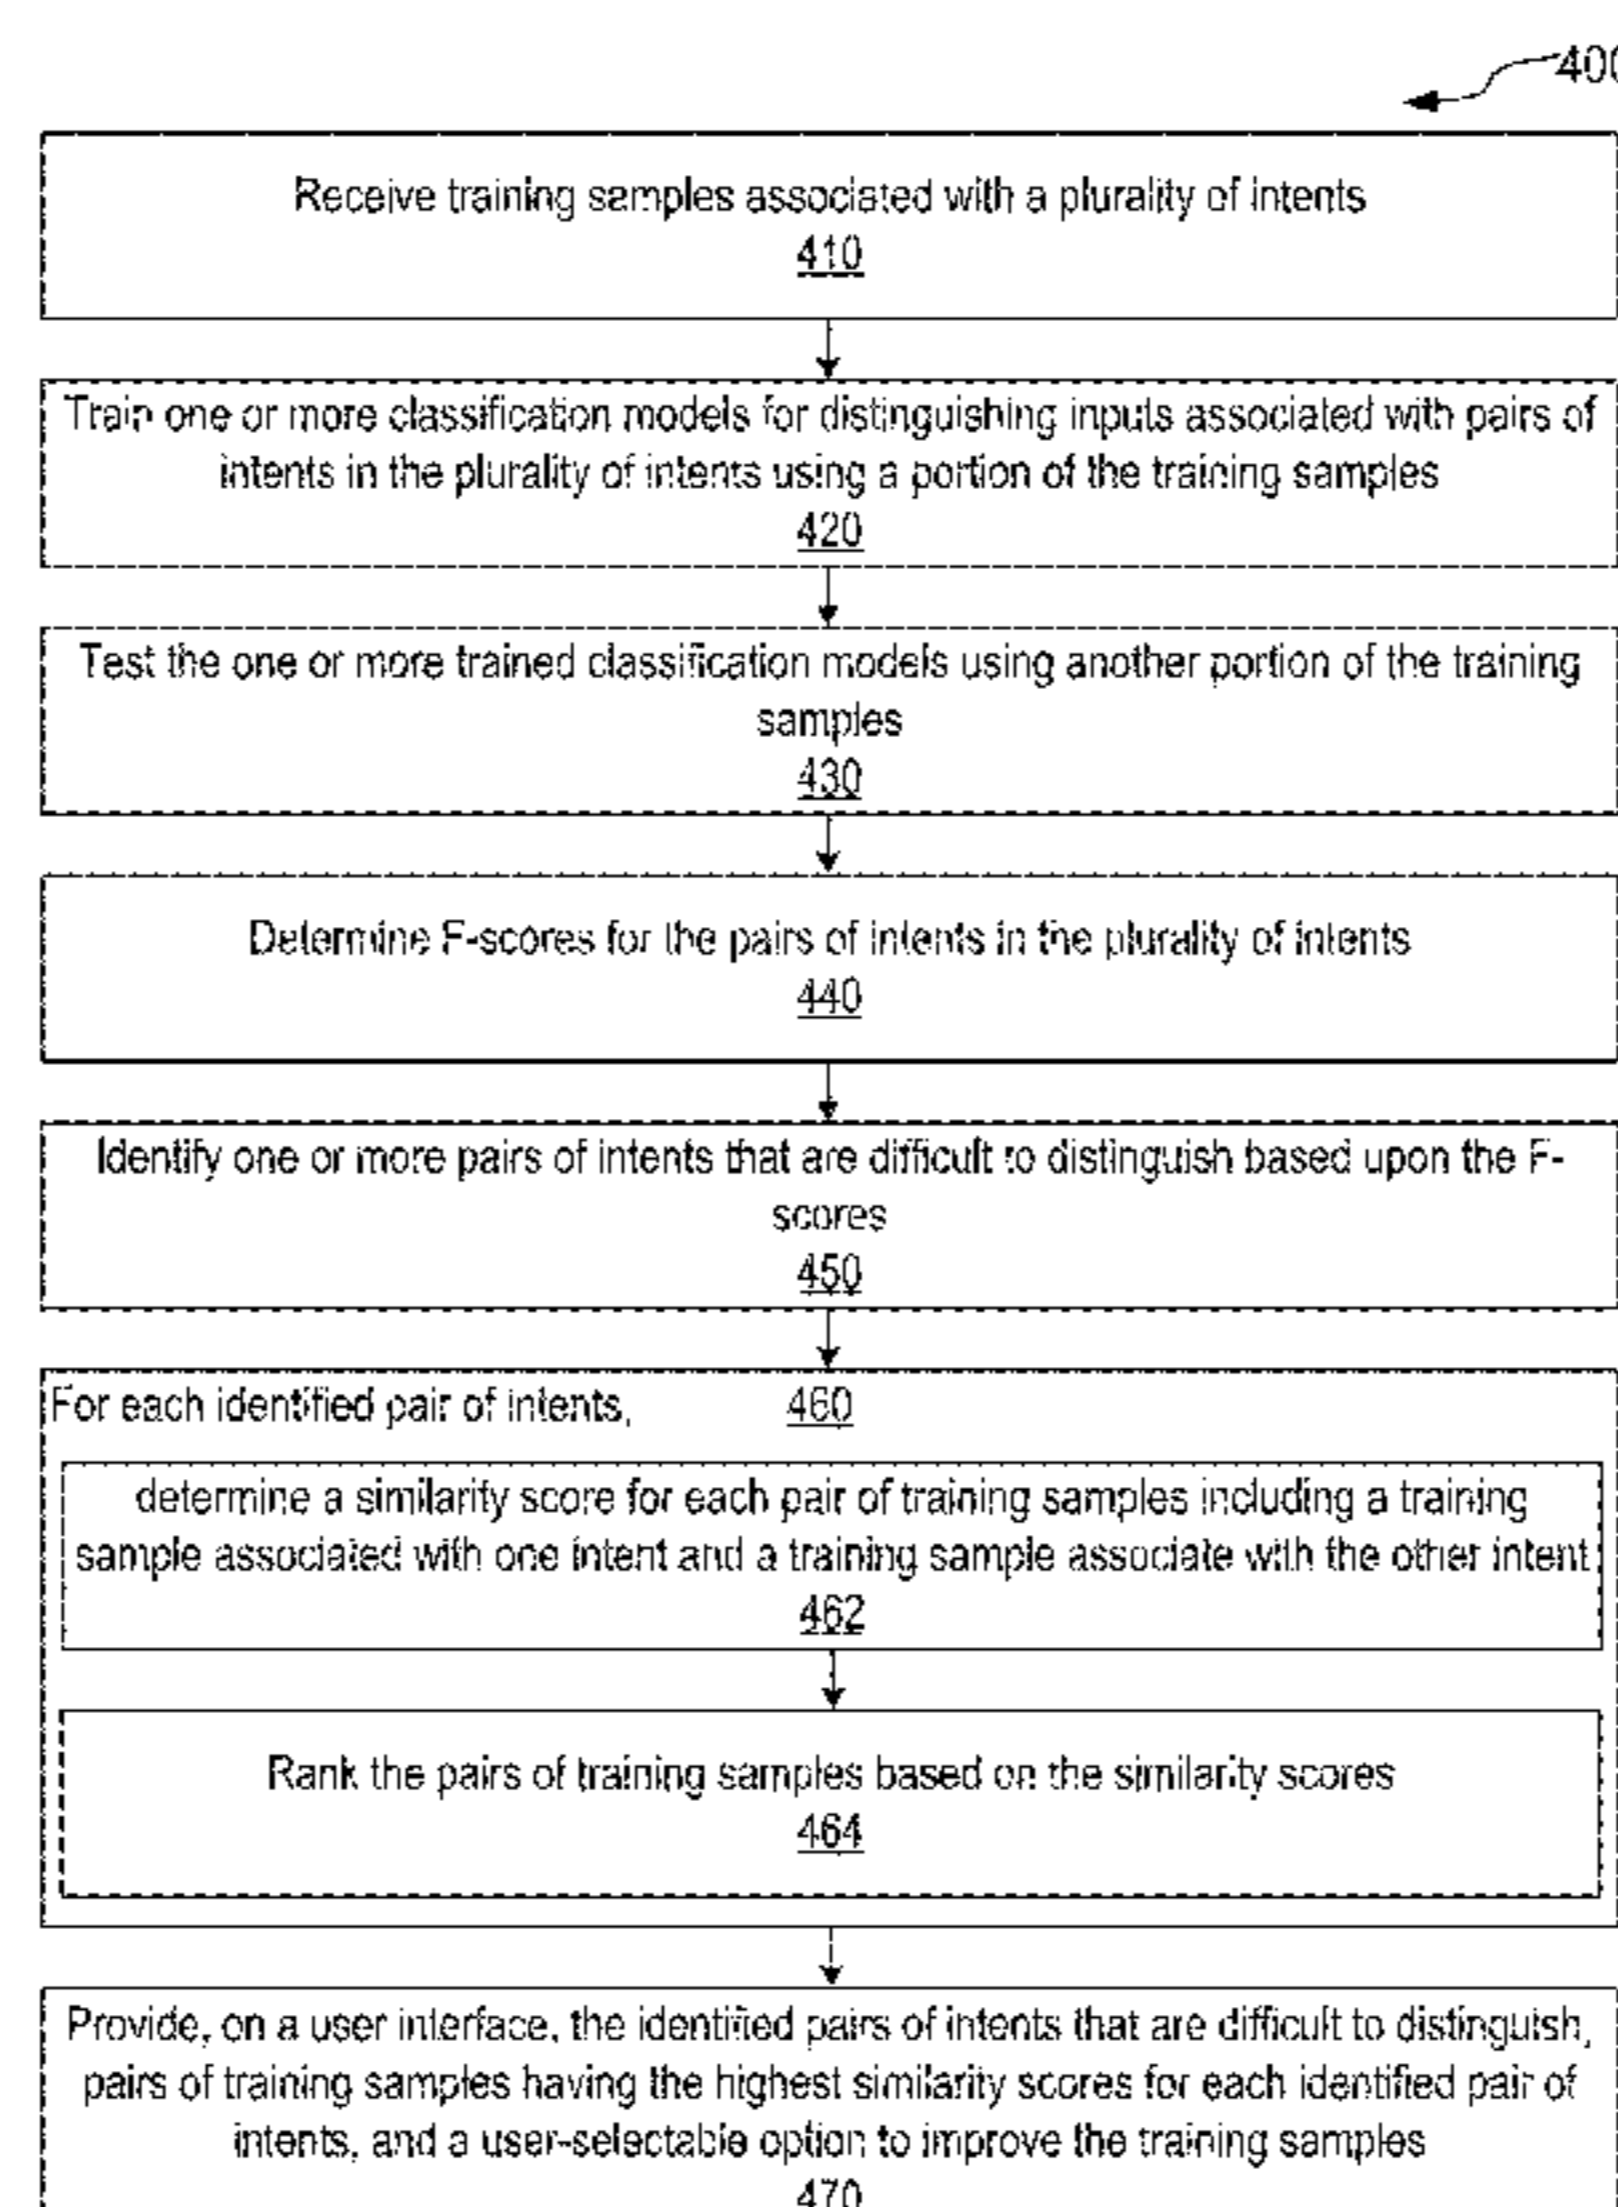 400
Receive training samples associated with a plurality of intents
410
Train one or more classification models for distinguishing inputs associated with pairs of
intents in the plurality of intents using a portion of the training samples
420
Test the one or more trained classification models using another portion of the training
samples
430
Determine F-scores for the pairs of intents in the plurality of intents
440
Identify one or more pairs of intents that are difficult to distinguish based upon the F-
scores
450
For each identified pair of intents, 460
determine a similarity score for each pair of training samples including a training
sample associated with one intent and a training sample associate with the other intent
462
Rank the pairs of training samples based on the similarity scores
464
Provide, on a user interface, the identified pairs of intents that are difficult to distinguish,
pairs of training samples having the highest similarity scores for each identified pair of
intents, and a user-selectable option to improve the training samples
470